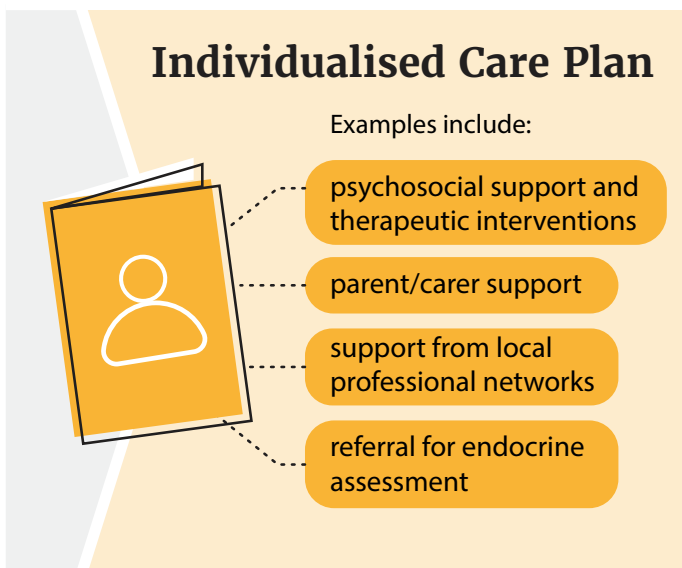 Individualised Care Plan
Examples include:
psychosocial support and
therapeutic interventions
parent/carer support
support from local
professional networks
referral for endocrine
assessment